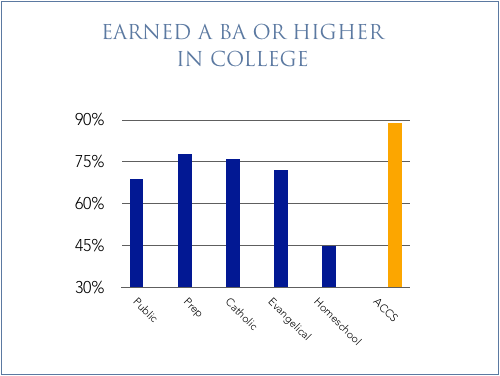 EARNED A BA OR HIGHER
IN COLLEGE
90%
75%
60%
45%
30%
Public
Prep
Catholic
Evangelical
Homeschool
ACCS